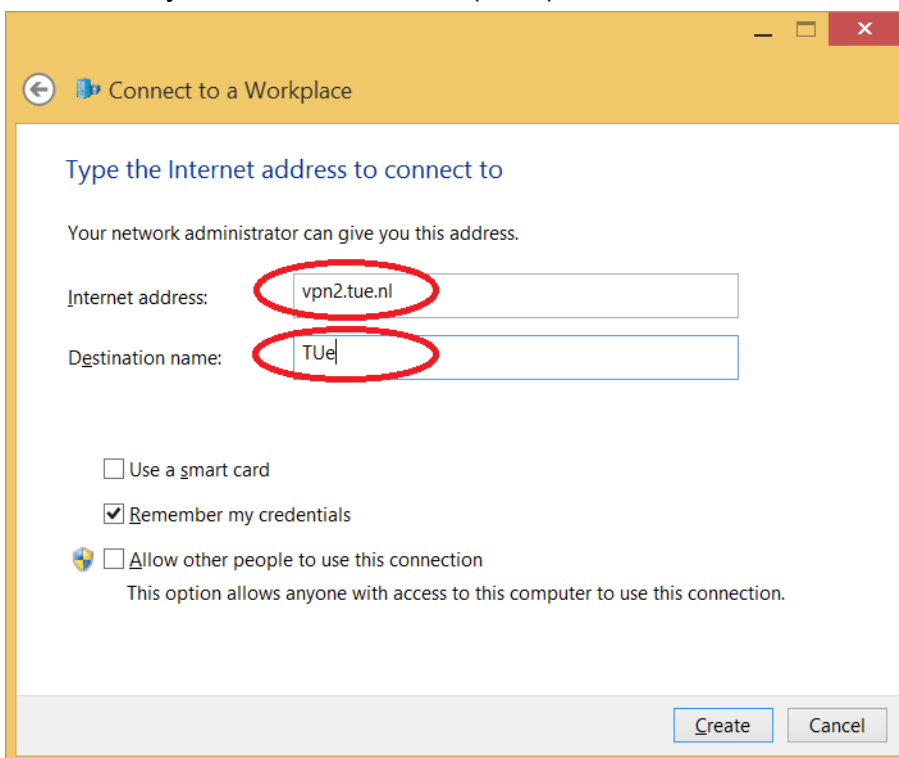 Connect to a Workplace
Type the Internet address to connect to
Your network administrator can give you this address.
Internet address: vpn2.tue.nl
Destination name: TUe
Use a smart card
Remember my credentials
Allow other people to use this connection
This option allows anyone with access to this computer to use this connection.
Create Cancel